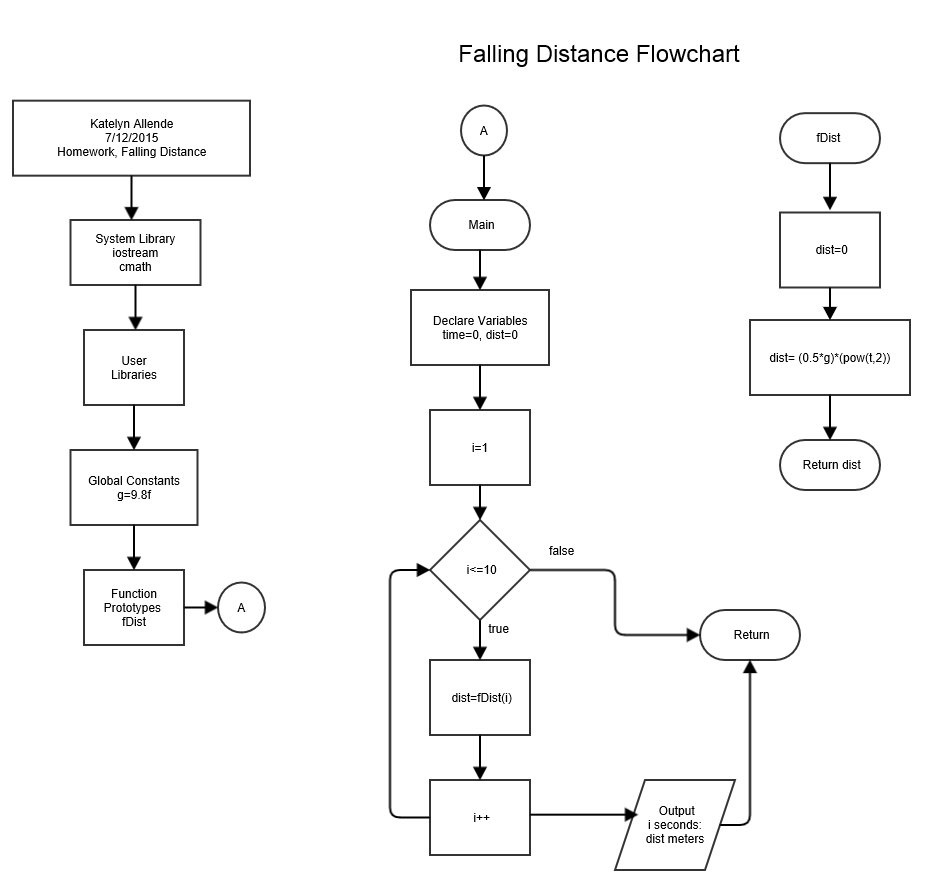 Falling Distance Flowchart
Katelyn Allende
7/12/2015
Homework, Falling Distance
System Library
iostream
cmath
User
Libraries
Global Constants
g=9.8f
Function
Prototypes
fDist
A
A
Main
Declare Variables
time=0, dist=0
i=1
i<=10
false
true
dist=fDist(i)
i++
Output
i seconds:
dist meters
Return
fDist
dist=0
dist= (0.5*g)*(pow(t,2))
Return dist